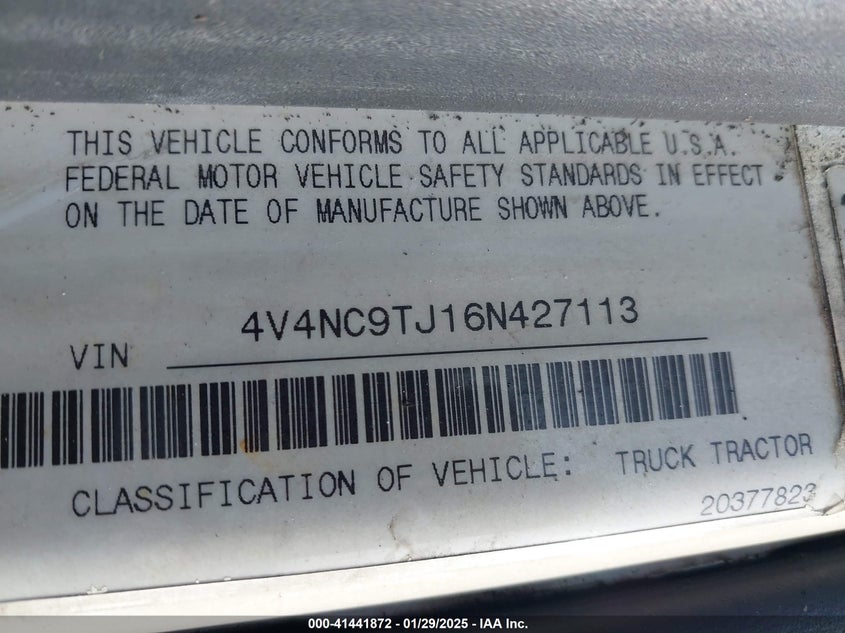 THIS VEHICLE CONFORMS TO ALL APPLICABLE U.S.A.
FEDERAL MOTOR VEHICLE SAFETY STANDARDS IN EFFECT
ON THE DATE OF MANUFACTURE SHOWN ABOVE.
VIN 4V4NC9TJ16N427113
CLASSIFICATION OF VEHICLE: TRUCK TRACTOR
20377823
000-41441872 - 01/29/2025 - IAA Inc.